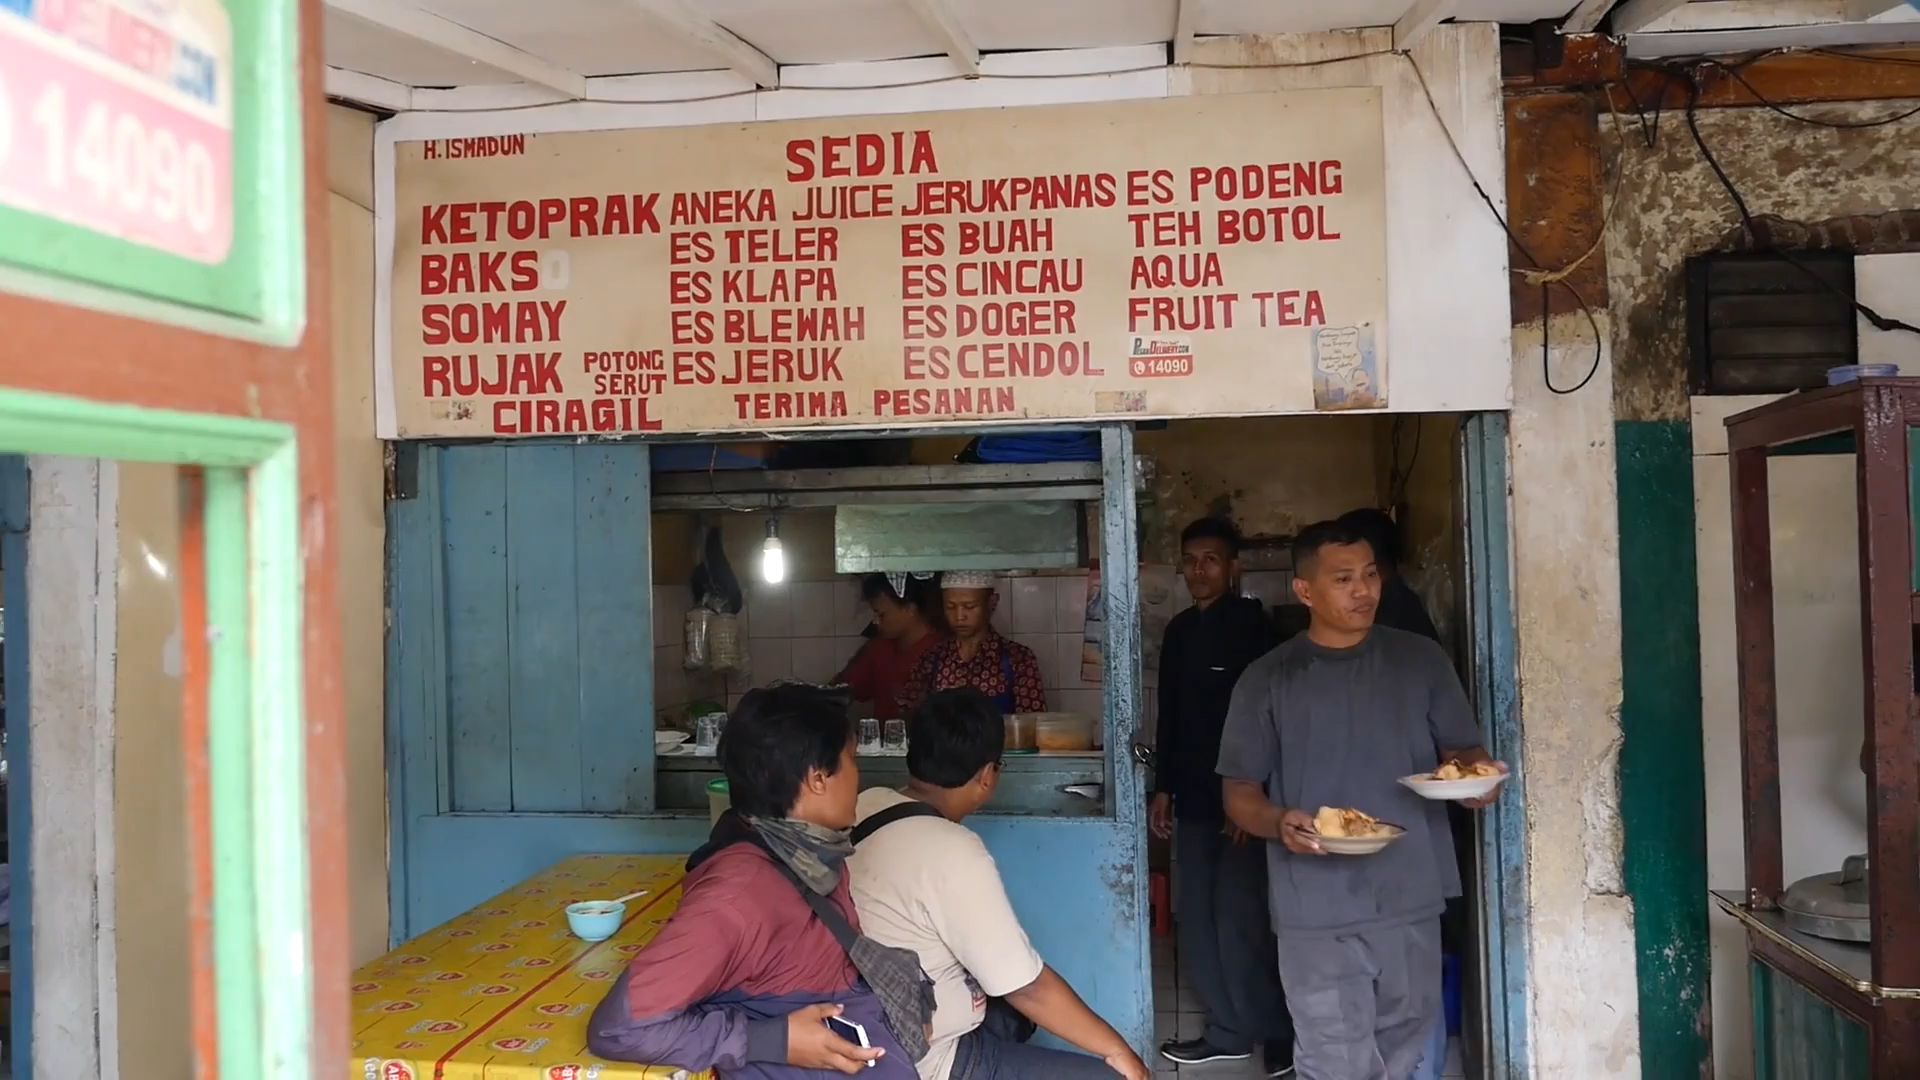 14090
H. ISMADUN
SEDIA
KETOPRAK
BAKSO
SOMAY
RUJAK POTONG
SERUT
CIRAGIL
ANEKA JUICE
ES TELER
ES KLAPA
ES BLEWAH
ES JERUK
JERUKPANAS
ES BUAH
ES CINCAU
ES DOGER
ES CENDOL
ES PODENG
TEH BOTOL
AQUA
FRUIT TEA
14090
TERIMA PESANAN